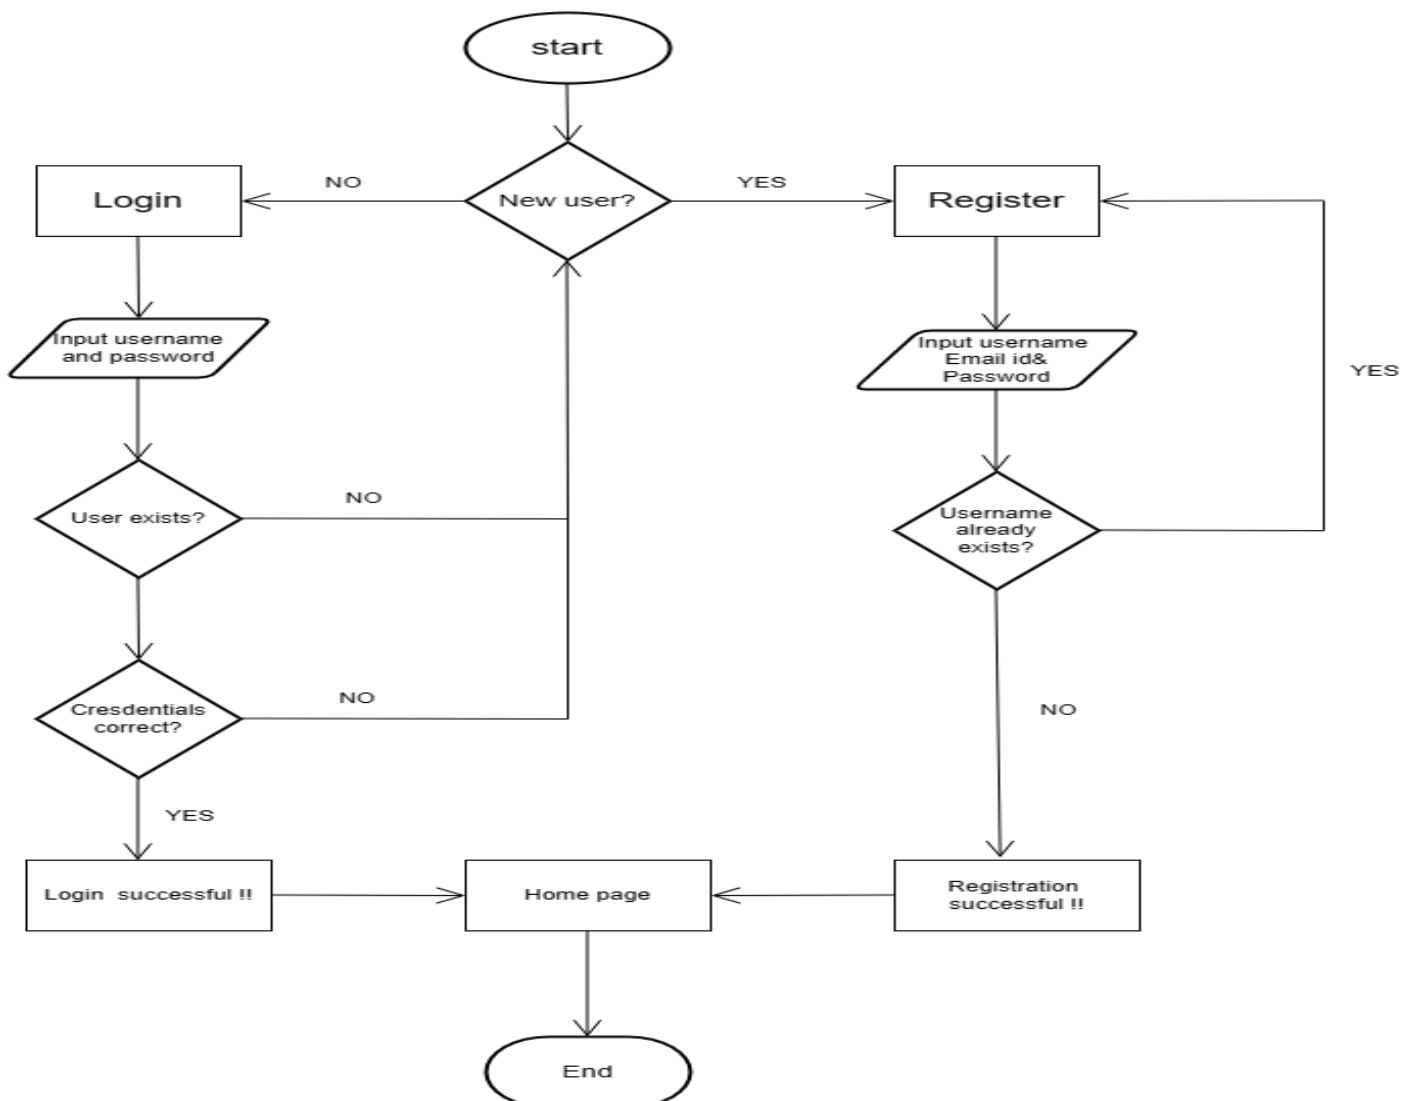 start
NO
YES
Login
New user?
Register
Input username
and password
Input username
Email id&
Password
YES
NO
User exists?
Username
already
exists?
NO
Cresdentials
correct?
NO
YES
Login  successful !!
Home page
Registration
successful !!
End